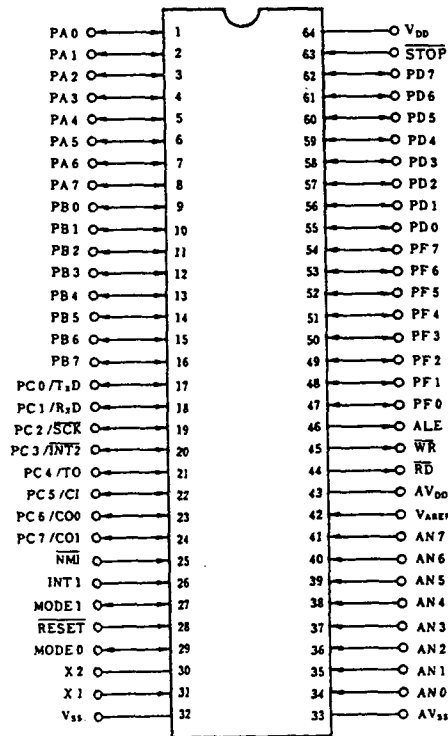 PA0 1 64 VDD
PA1 2 63 STOP
PA2 3 62 PD7
PA3 4 61 PD6
PA4 5 60 PD5
PA5 6 59 PD4
PA6 7 58 PD3
PA7 8 57 PD2
PB0 9 56 PD1
PB1 10 55 PD0
PB2 11 54 PF7
PB3 12 53 PF6
PB4 13 52 PF5
PB5 14 51 PF4
PB6 15 50 PF3
PB7 16 49 PF2
PC0/TxD 17 48 PF1
PC1/RxD 18 47 PF0
PC2/SCK 19 46 ALE
PC3/INT2 20 45 WR
PC4/TO 21 44 RD
PC5/CI 22 43 AVDD
PC6/CO0 23 42 VAREF
PC7/CO1 24 41 AN7
NMI 25 40 AN6
INT1 26 39 AN5
MODE1 27 38 AN4
RESET 28 37 AN3
MODE0 29 36 AN2
X2 30 35 AN1
X1 31 34 AN0
Vss 32 33 AVss